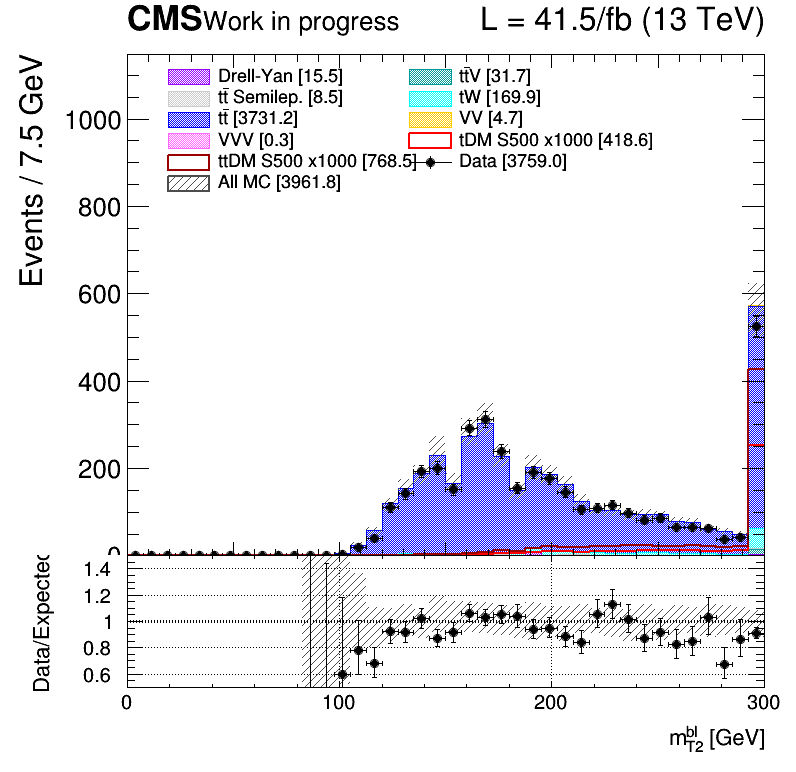 CMS Work in progress L = 41.5/fb (13 TeV)
Events / 7.5 GeV
Drell-Yan [15.5] tt̄V [31.7]
tt̄ Semilep. [8.5] tW [169.9]
tt̄ [3731.2] VV [4.7]
VVV [0.3] tDM S500 x1000 [418.6]
ttDM S500 x1000 [768.5] Data [3759.0]
All MC [3961.8]
1000
800
600
400
200
0
Data/Expected
1.4
1.2
1
0.8
0.6
0 100 200 300
m_{T2}^{bl} [GeV]